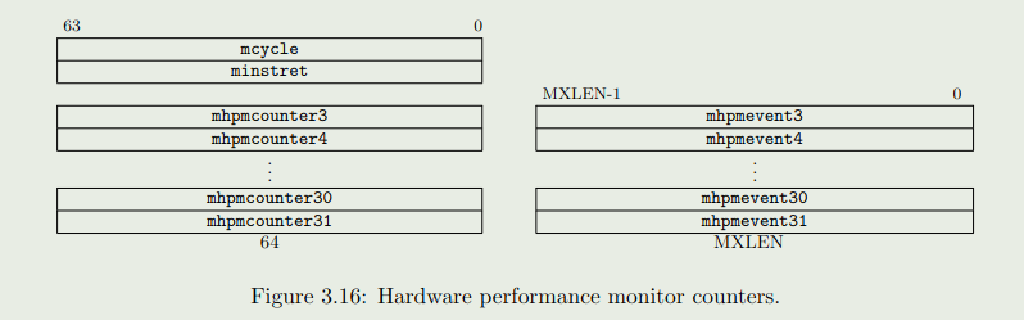 63 0
mcycle
minstret
mhpmcounter3
mhpmcounter4
⋮
mhpmcounter30
mhpmcounter31
64
MXLEN-1 0
mhpmevent3
mhpmevent4
⋮
mhpmevent30
mhpmevent31
MXLEN
Figure 3.16: Hardware performance monitor counters.